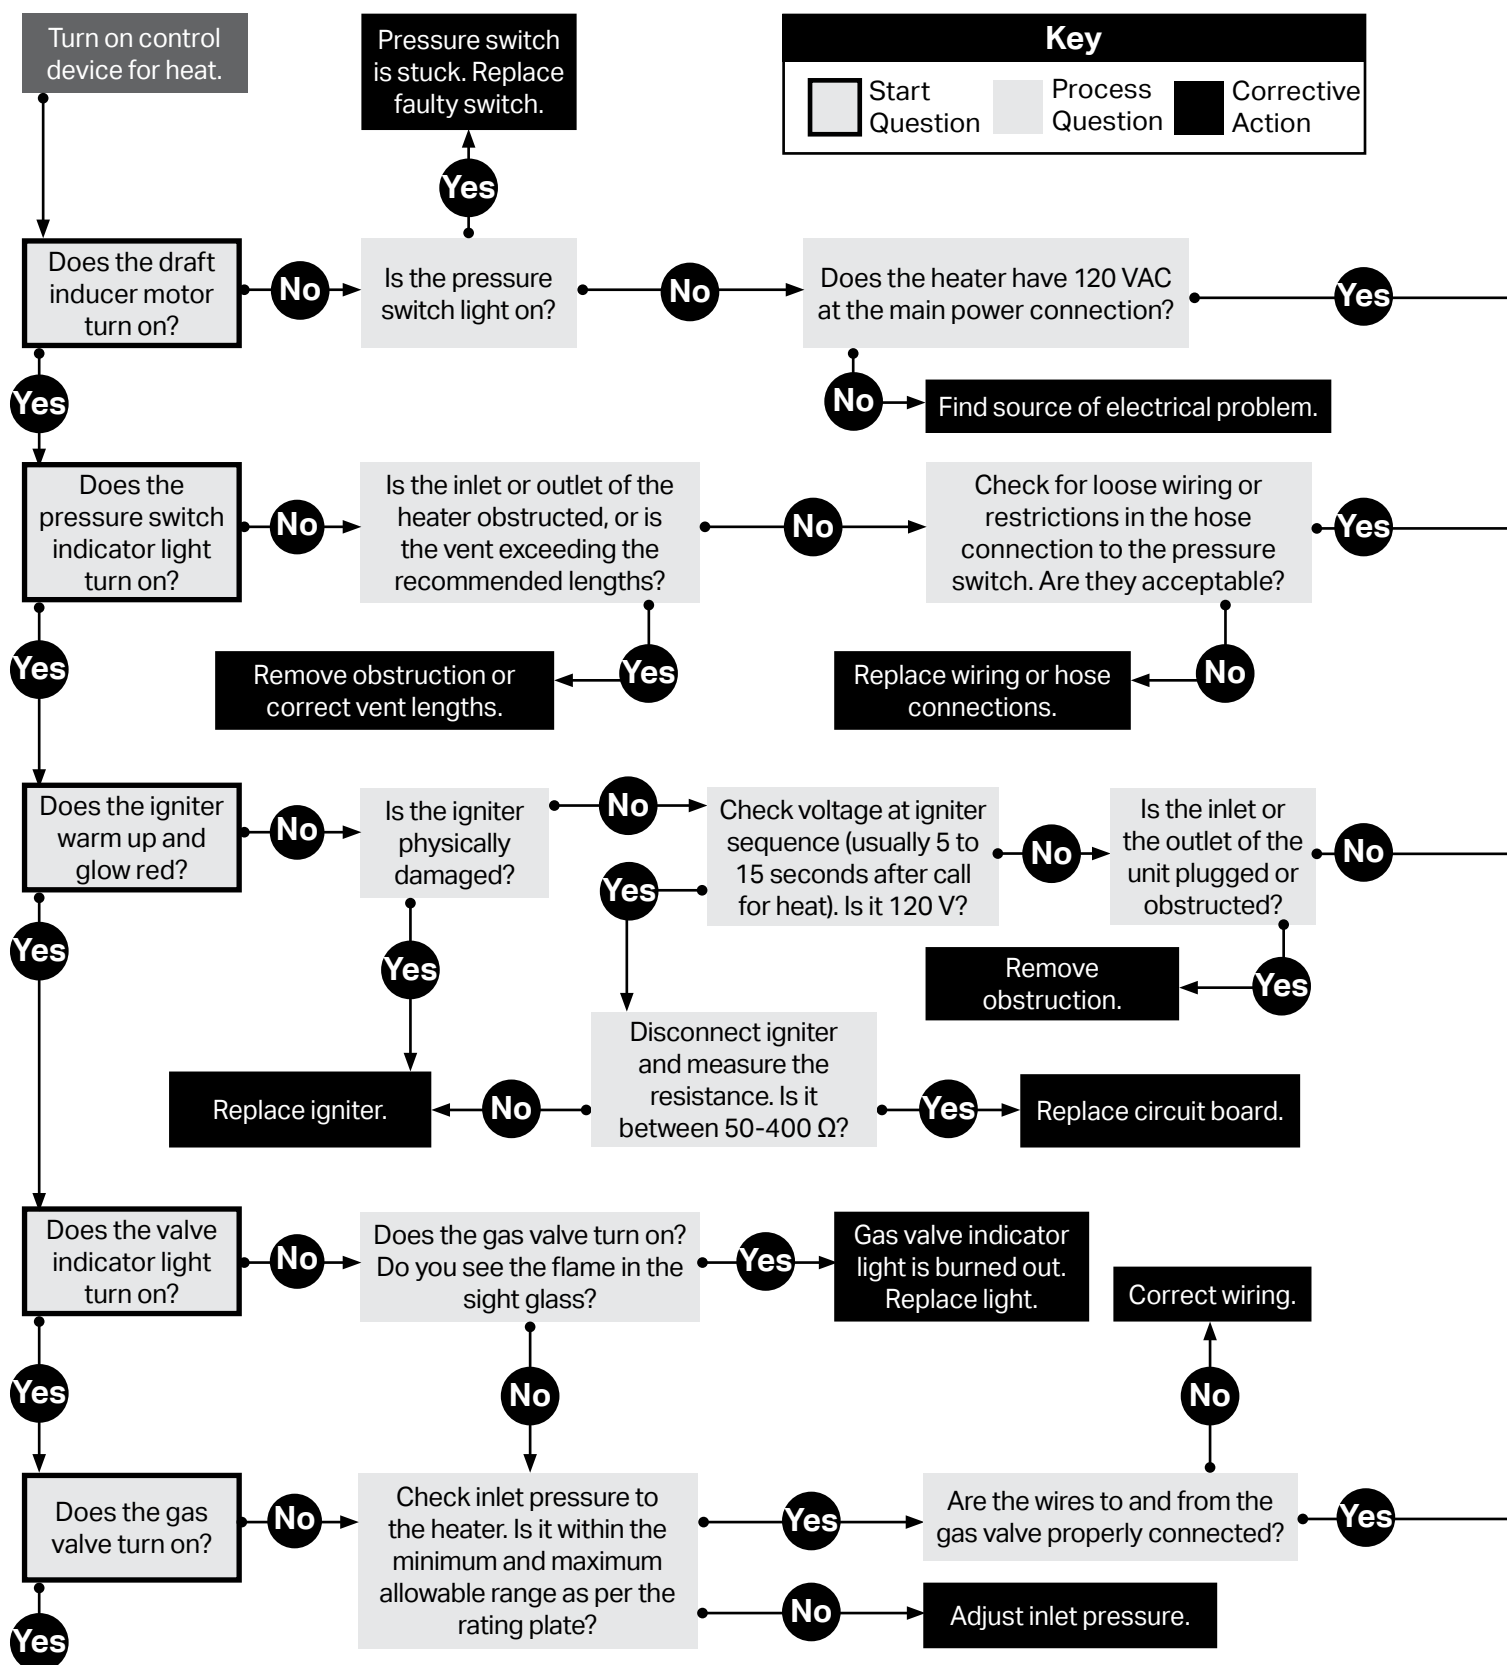 Turn on control
device for heat.
Pressure switch
is stuck. Replace
faulty switch.
Key
Start
Question
Process
Question
Corrective
Action
Yes
Does the draft
inducer motor
turn on?
No
Is the pressure
switch light on?
No
Does the heater have 120 VAC
at the main power connection?
Yes
Yes
No
Find source of electrical problem.
Does the
pressure switch
indicator light
turn on?
No
Is the inlet or outlet of the
heater obstructed, or is
the vent exceeding the
recommended lengths?
No
Check for loose wiring or
restrictions in the hose
connection to the pressure
switch. Are they acceptable?
Yes
Yes
Remove obstruction or
correct vent lengths.
Yes
Replace wiring or hose
connections.
No
Does the igniter
warm up and
glow red?
No
Is the igniter
physically
damaged?
No
Yes
Check voltage at igniter
sequence (usually 5 to
15 seconds after call
for heat). Is it 120 V?
No
Is the inlet or
the outlet of the
unit plugged or
obstructed?
No
Yes
Yes
Remove
obstruction.
Yes
Replace igniter.
No
Disconnect igniter
and measure the
resistance. Is it
between 50-400 Ω?
Yes
Replace circuit board.
Does the valve
indicator light
turn on?
No
Does the gas valve turn on?
Do you see the flame in the
sight glass?
Yes
Gas valve indicator
light is burned out.
Replace light.
Correct wiring.
Yes
No
No
Does the gas
valve turn on?
No
Check inlet pressure to
the heater. Is it within the
minimum and maximum
allowable range as per the
rating plate?
Yes
Are the wires to and from the
gas valve properly connected?
Yes
No
Adjust inlet pressure.
Yes